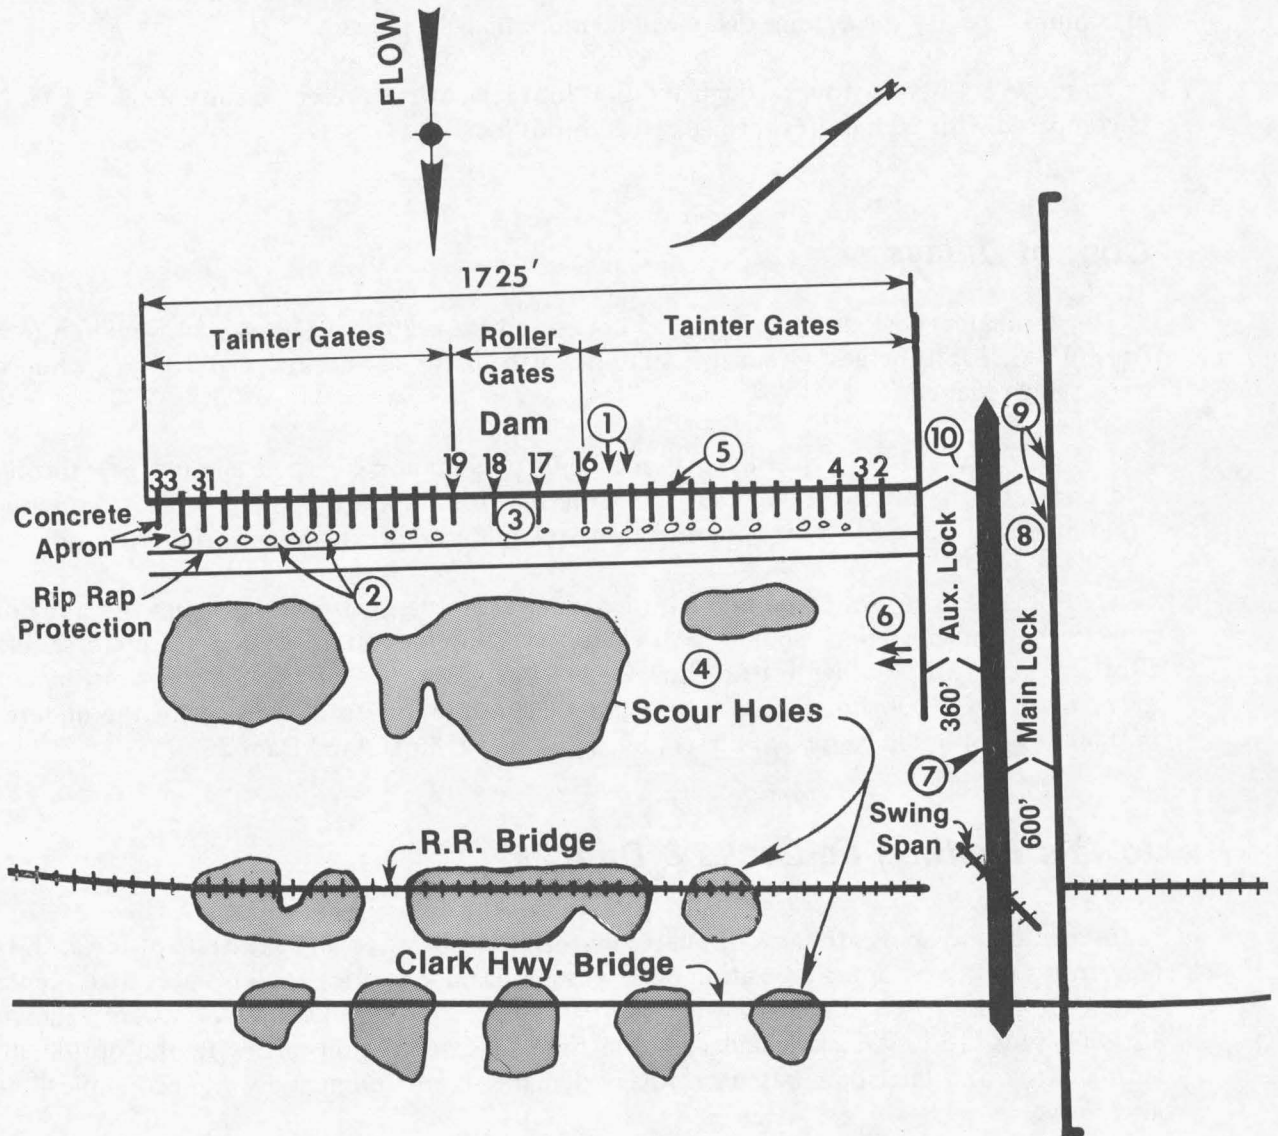 FLOW
1725'
Tainter Gates
Roller
Gates
Tainter Gates
Dam
1
9
10
5
19
18
17
16
33
31
4
3
2
Concrete
Apron
3
8
Rip Rap
Protection
2
6
Aux. Lock
360'
Main Lock
600'
4
Scour Holes
7
Swing
Span
R.R. Bridge
Clark Hwy. Bridge